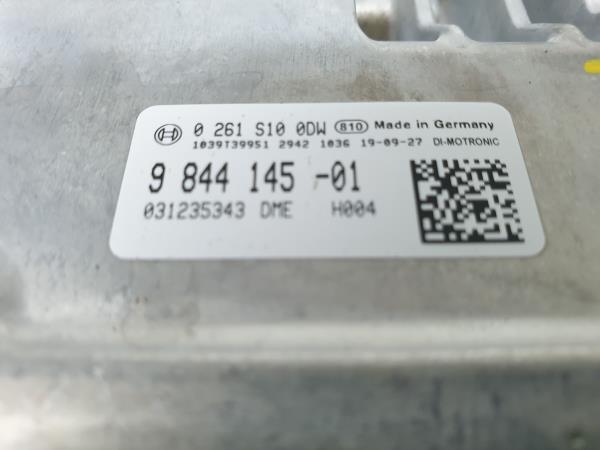 0 261 S10 0DW 810 Made in Germany
1039T39951 2942 1036 19-09-27 DI-MOTRONIC
9 844 145 -01
031235343 DME H004